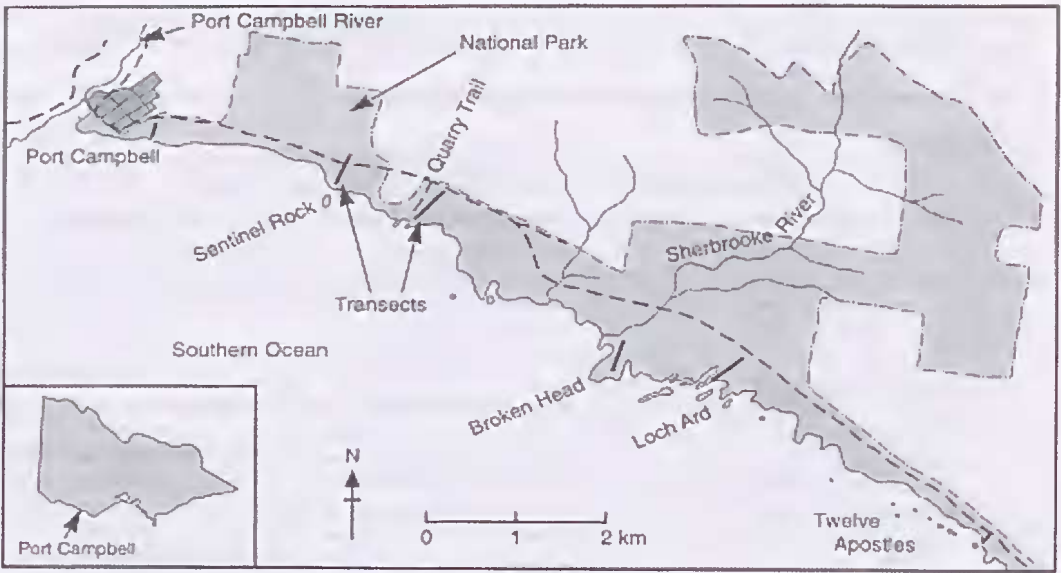 Port Campbell River
National Park
Quarry Trail
Port Campbell
Sentinel Rock
Sherbrooke River
Transects
Southern Ocean
Broken Head
Loch Ard
N
0 1 2 km
Twelve
Apostles
Port Campbell